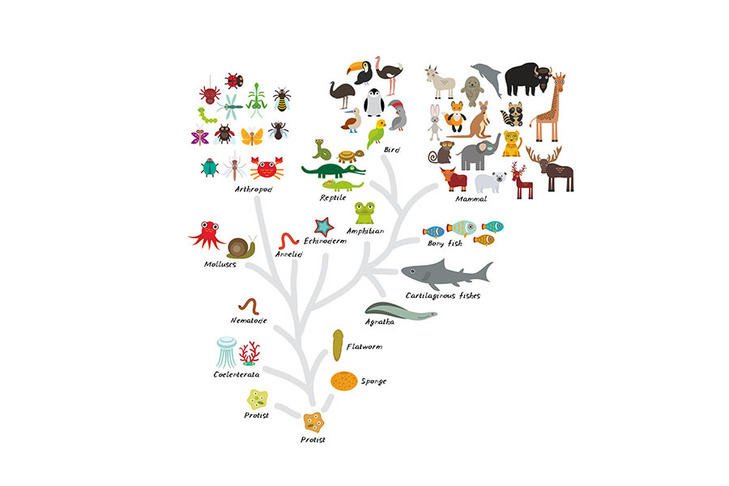 Bird
Arthropod
Reptile
Mammal
Amphibian
Echinoderm
Bony fish
Annelid
Molluscs
Cartilaginous fishes
Nematode
Agnatha
Flatworm
Coelenterata
Sponge
Protist
Protist